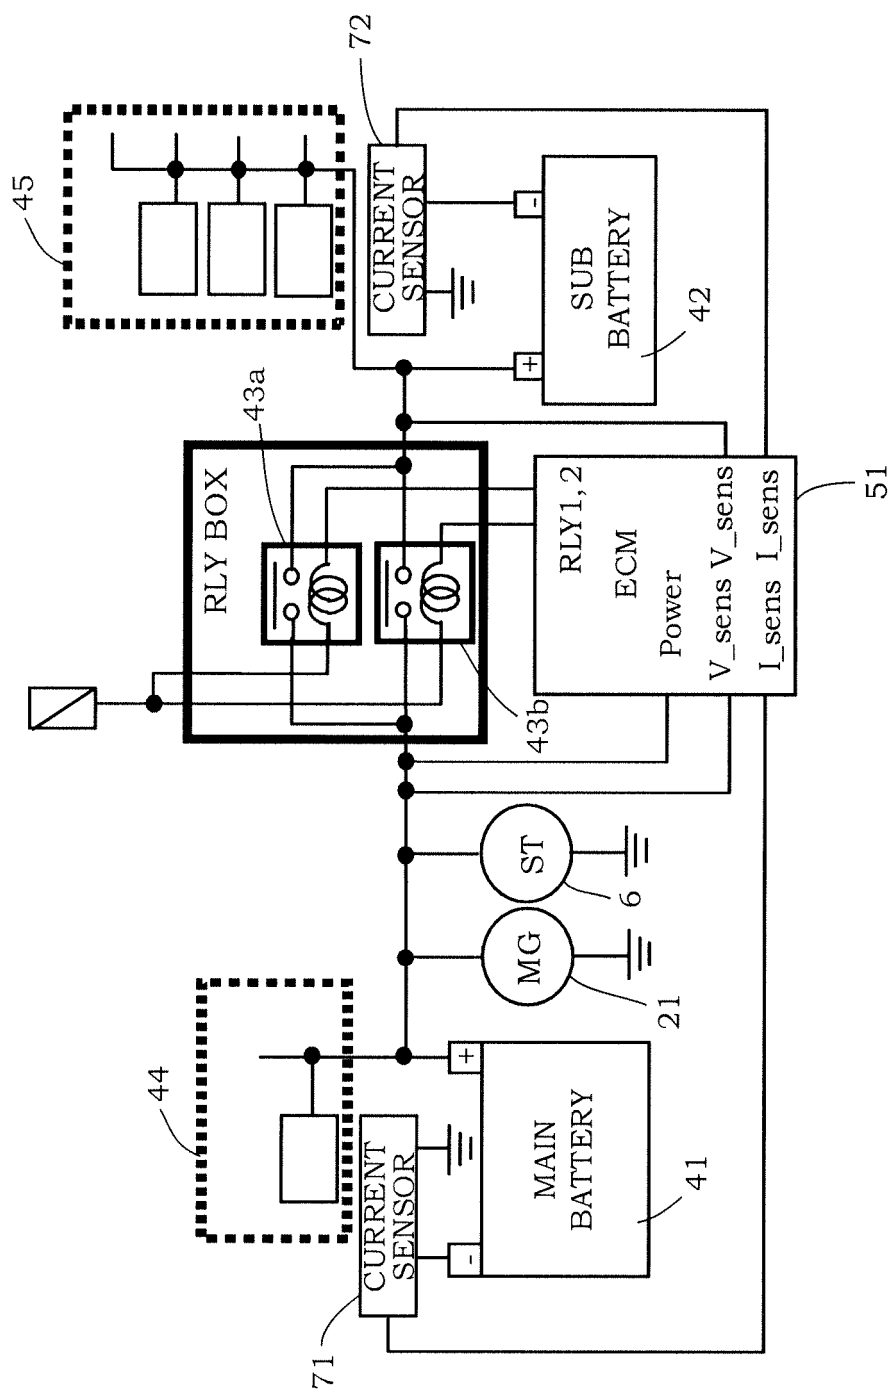 44
45
RLY BOX
43a
71
CURRENT
SENSOR
CURRENT
SENSOR
72
+
-
-
+
MAIN
BATTERY
41
MG
21
ST
6
43b
RLY1, 2
ECM
Power
V_sens V_sens
I_sens I_sens
51
SUB
BATTERY
42